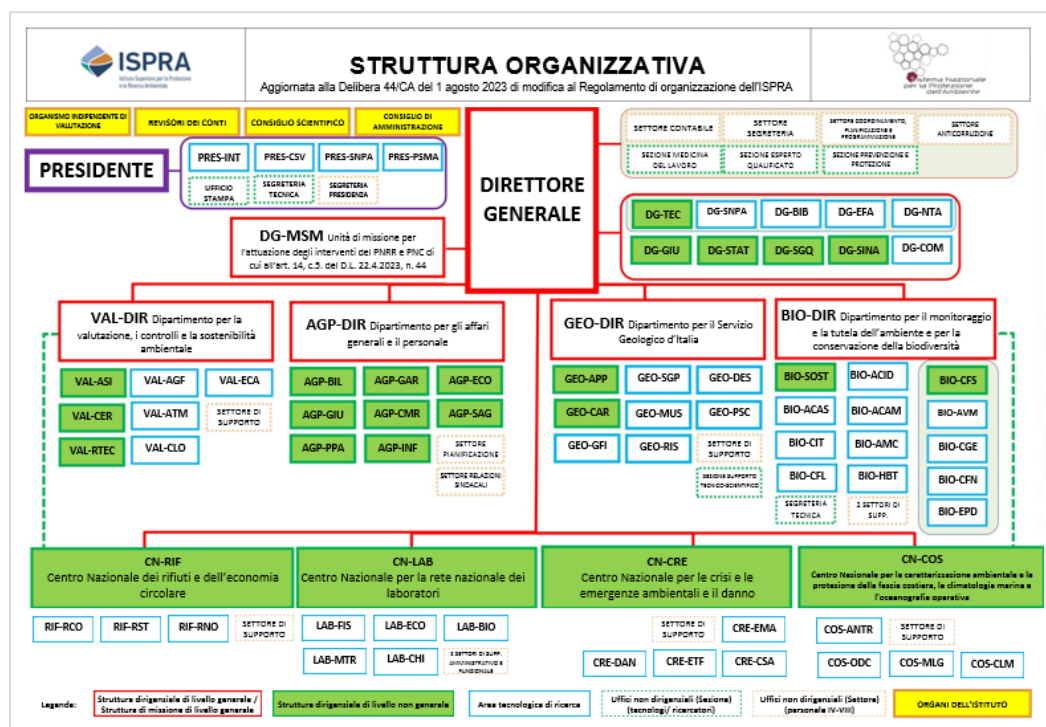 ISPRA
Istituto Superiore per la Protezione
e la Ricerca Ambientale
STRUTTURA ORGANIZZATIVA
Aggiornata alla Delibera 44/CA del 1 agosto 2023 di modifica al Regolamento di organizzazione dell'ISPRA
Sistema Nazionale
per la Protezione
dell'Ambiente
ORGANISMO INDIPENDENTE DI
VALUTAZIONE
REVISORI DEI CONTI
CONSIGLIO SCIENTIFICO
CONSIGLIO DI
AMMINISTRAZIONE
PRESIDENTE
PRES-INT
PRES-CSV
PRES-SNPA
PRES-PSMA
UFFICIO
STAMPA
SEGRETERIA
TECNICA
SEGRETERIA
PRESIDENZA
DIRETTORE
GENERALE
SETTORE CONTABILE
SETTORE
SEGRETERIA
SETTORE COORDINAMENTO,
PIANIFICAZIONE E
PROGRAMMAZIONE
SETTORE
ANTICORRUZIONE
SEZIONE MEDICINA
DEL LAVORO
SEZIONE ESPERTO
QUALIFICATO
SEZIONE PREVENZIONE E
PROTEZIONE
DG-TEC
DG-SNPA
DG-BIB
DG-EFA
DG-NTA
DG-GIU
DG-STAT
DG-SGQ
DG-SINA
DG-COM
DG-MSM Unità di missione per
l'attuazione degli interventi del PNRR e PNC di
cui all'art. 14, c.5. del D.L. 22.4.2023, n. 44
VAL-DIR Dipartimento per la
valutazione, i controlli e la sostenibilità
ambientale
VAL-ASI
VAL-AGF
VAL-ECA
VAL-CER
VAL-ATM
SETTORE DI
SUPPORTO
VAL-RTEC
VAL-CLO
AGP-DIR Dipartimento per gli affari
generali e il personale
AGP-BIL
AGP-GAR
AGP-ECO
AGP-GIU
AGP-CMR
AGP-SAG
AGP-PPA
AGP-INF
SETTORE
PIANIFICAZIONE
SETTORE RELAZIONI
SINDACALI
GEO-DIR Dipartimento per il Servizio
Geologico d'Italia
GEO-APP
GEO-SGP
GEO-DES
GEO-CAR
GEO-MUS
GEO-PSC
GEO-GFI
GEO-RIS
SETTORE DI
SUPPORTO
SEZIONE SUPPORTO
TECNICO-SCIENTIFICO
BIO-DIR Dipartimento per il monitoraggio
e la tutela dell'ambiente e per la
conservazione della biodiversità
BIO-SOST
BIO-ACID
BIO-CFS
BIO-ACAS
BIO-ACAM
BIO-AVM
BIO-CIT
BIO-AMC
BIO-CGE
BIO-CFL
BIO-HBT
BIO-CFN
SEGRETERIA
TECNICA
2 SETTORI DI
SUPP.
BIO-EPD
CN-RIF
Centro Nazionale dei rifiuti e dell'economia
circolare
RIF-RCO
RIF-RST
RIF-RNO
SETTORE DI
SUPPORTO
CN-LAB
Centro Nazionale per la rete nazionale dei
laboratori
LAB-FIS
LAB-ECO
LAB-BIO
LAB-MTR
LAB-CHI
SETTORI DI SUPP.
AMMINISTRATIVO E
FUNZIONALE
CN-CRE
Centro Nazionale per le crisi e le
emergenze ambientali e il danno
SETTORE DI
SUPPORTO
CRE-EMA
CRE-DAN
CRE-ETF
CRE-CSA
CN-COS
Centro Nazionale per le caratterizzazione ambientale e la
protezione della fascia costiera, la climatologia marina e
l'oceanografia operativa
COS-ANTR
SETTORE DI
SUPPORTO
COS-ODC
COS-MLG
COS-CLM
Legenda:
Strutture dirigenziale di livello generale /
Struttura di missione di livello generale
Strutture dirigenziale di livello non generale
Area tecnologica di ricerca
Uffici non dirigenziali (Sezione)
(tecnologi/ ricercatori)
Uffici non dirigenziali (Settore)
(personale IV-VIII)
ORGANI DELL'ISTITUTO